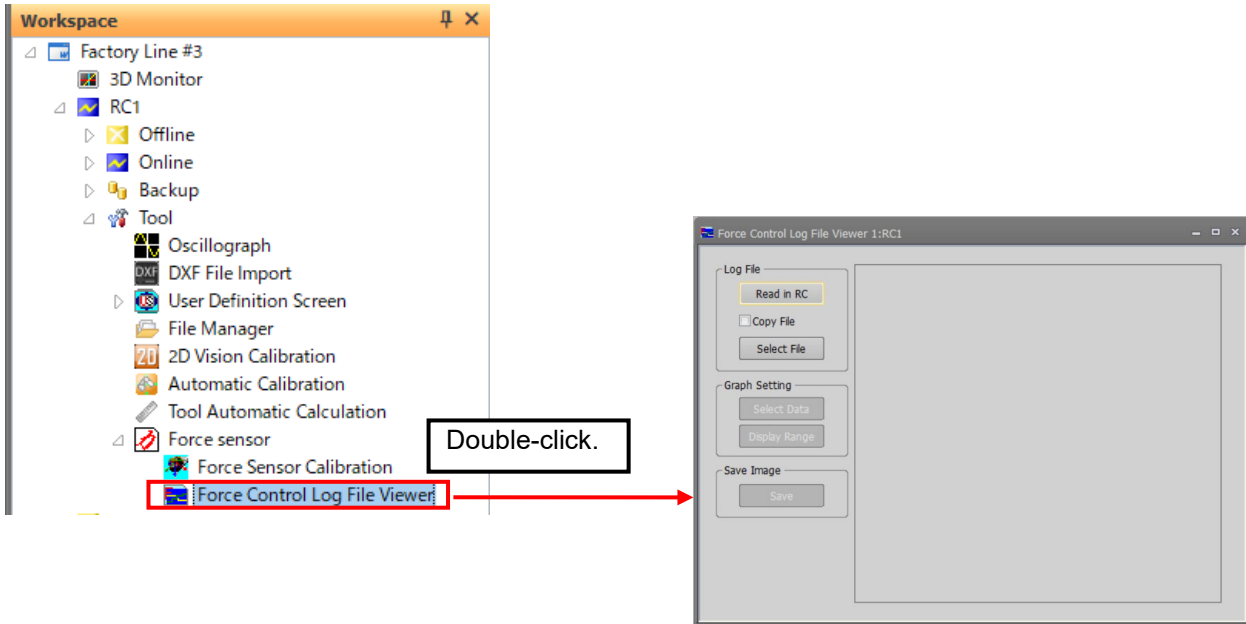 Workspace
Factory Line #3
3D Monitor
RC1
Offline
Online
Backup
Tool
Oscillograph
DXF File Import
User Definition Screen
File Manager
2D Vision Calibration
Automatic Calibration
Tool Automatic Calculation
Force sensor
Force Sensor Calibration
Force Control Log File Viewer
Double-click.
Force Control Log File Viewer 1:RC1
Log File
Read in RC
Copy File
Select File
Graph Setting
Select Data
Display Range
Save Image
Save